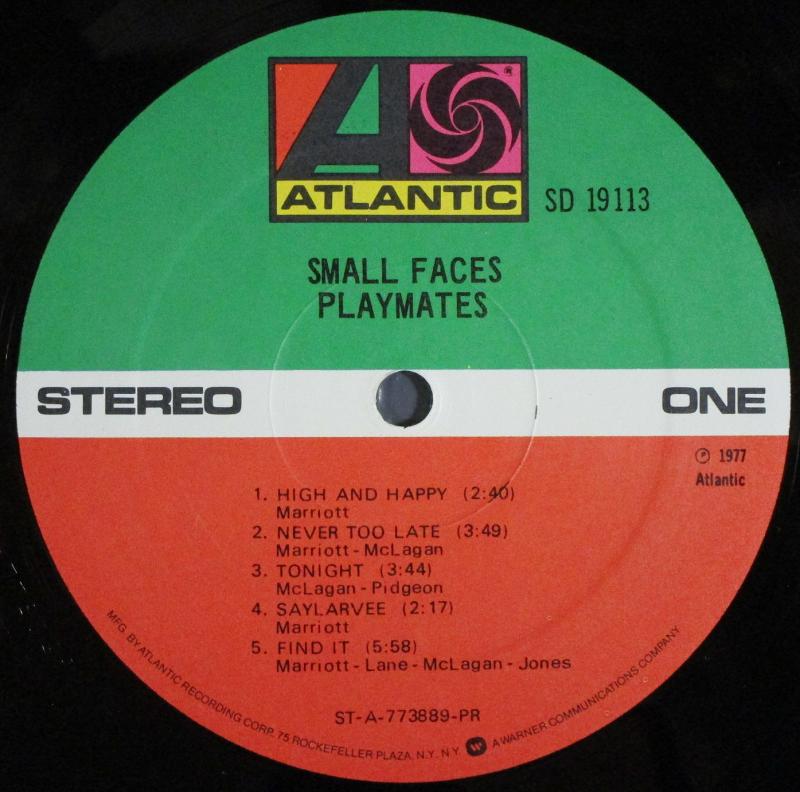 ATLANTIC
®
SD 19113
SMALL FACES
PLAYMATES
STEREO
ONE
℗ 1977
Atlantic
1. HIGH AND HAPPY (2:40)
Marriott
2. NEVER TOO LATE (3:49)
Marriott-McLagan
3. TONIGHT (3:44)
McLagan-Pidgeon
4. SAYLARVEE (2:17)
Marriott
5. FIND IT (5:58)
Marriott-Lane-McLagan-Jones
ST-A-773889-PR
MFG. BY ATLANTIC RECORDING CORP. 75 ROCKEFELLER PLAZA, N.Y. N.Y. W A WARNER COMMUNICATIONS COMPANY